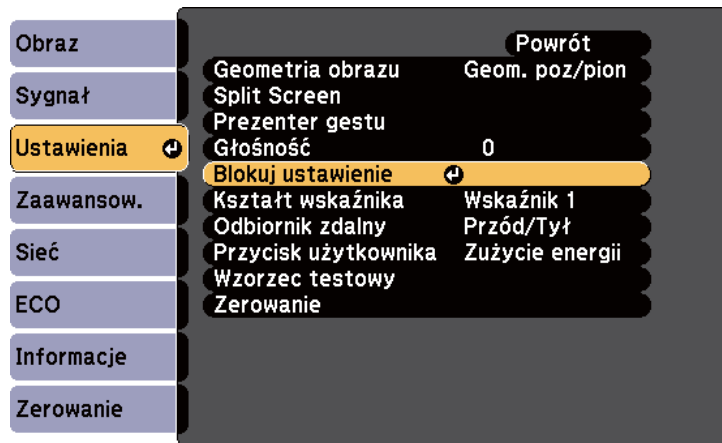 Obraz
Sygnał
Ustawienia
Zaawansow.
Sieć
ECO
Informacje
Zerowanie
Powrót
Geometria obrazu Geom. poz/pion
Split Screen
Prezenter gestu
Głośność 0
Blokuj ustawienie
Kształt wskaźnika Wskaźnik 1
Odbiornik zdalny Przód/Tył
Przycisk użytkownika Zużycie energii
Wzorzec testowy
Zerowanie